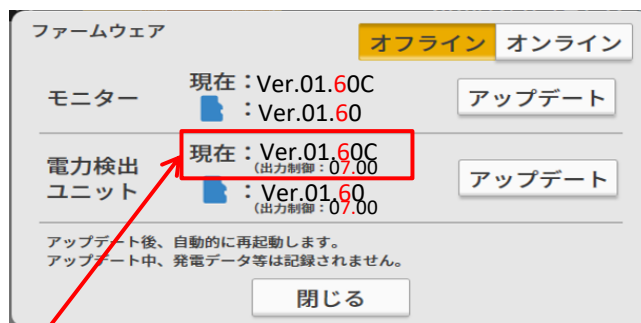 ファームウェア
オフライン オンライン
モニター
現在：Ver.01.60C
：Ver.01.60
アップデート
電力検出
ユニット
現在：Ver.01.60C
(出力制御：07.00
：Ver.01.60
(出力制御：07.00
アップデート
アップデート後、自動的に再起動します。
アップデート中、発電データ等は記録されません。
閉じる